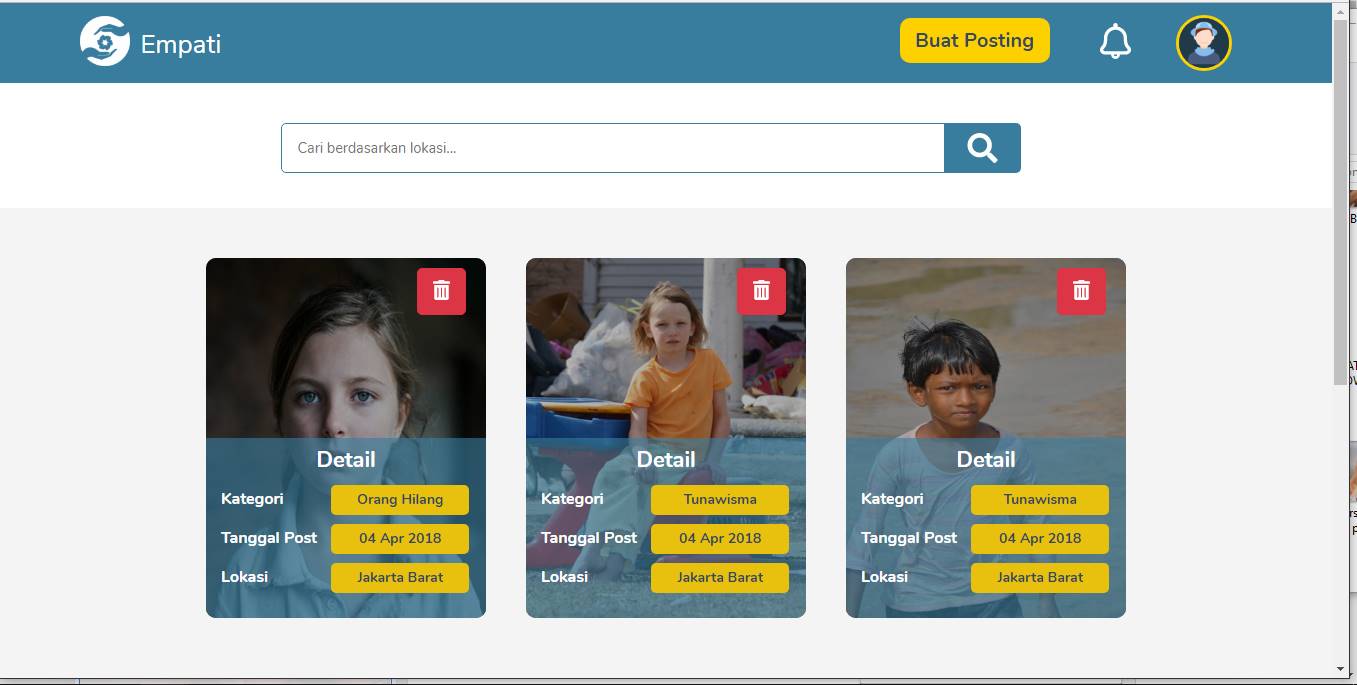 Empati
Buat Posting
Cari berdasarkan lokasi...
Detail
Kategori Orang Hilang
Tanggal Post 04 Apr 2018
Lokasi Jakarta Barat
Detail
Kategori Tunawisma
Tanggal Post 04 Apr 2018
Lokasi Jakarta Barat
Detail
Kategori Tunawisma
Tanggal Post 04 Apr 2018
Lokasi Jakarta Barat